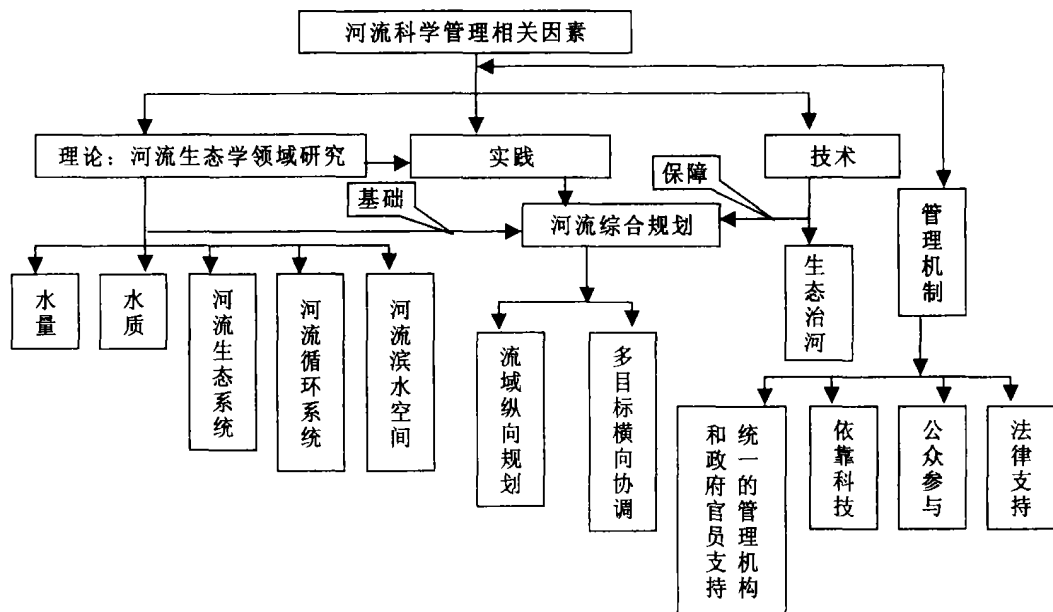 河流科学管理相关因素
理论：河流生态学领域研究
实践
技术
基础
保障
河流综合规划
管理机制
水量
水质
河流生态系统
河流循环系统
河流滨水空间
生态治河
流域纵向规划
多目标横向协调
统一的管理机构
和政府官员支持
依靠科技
公众参与
法律支持